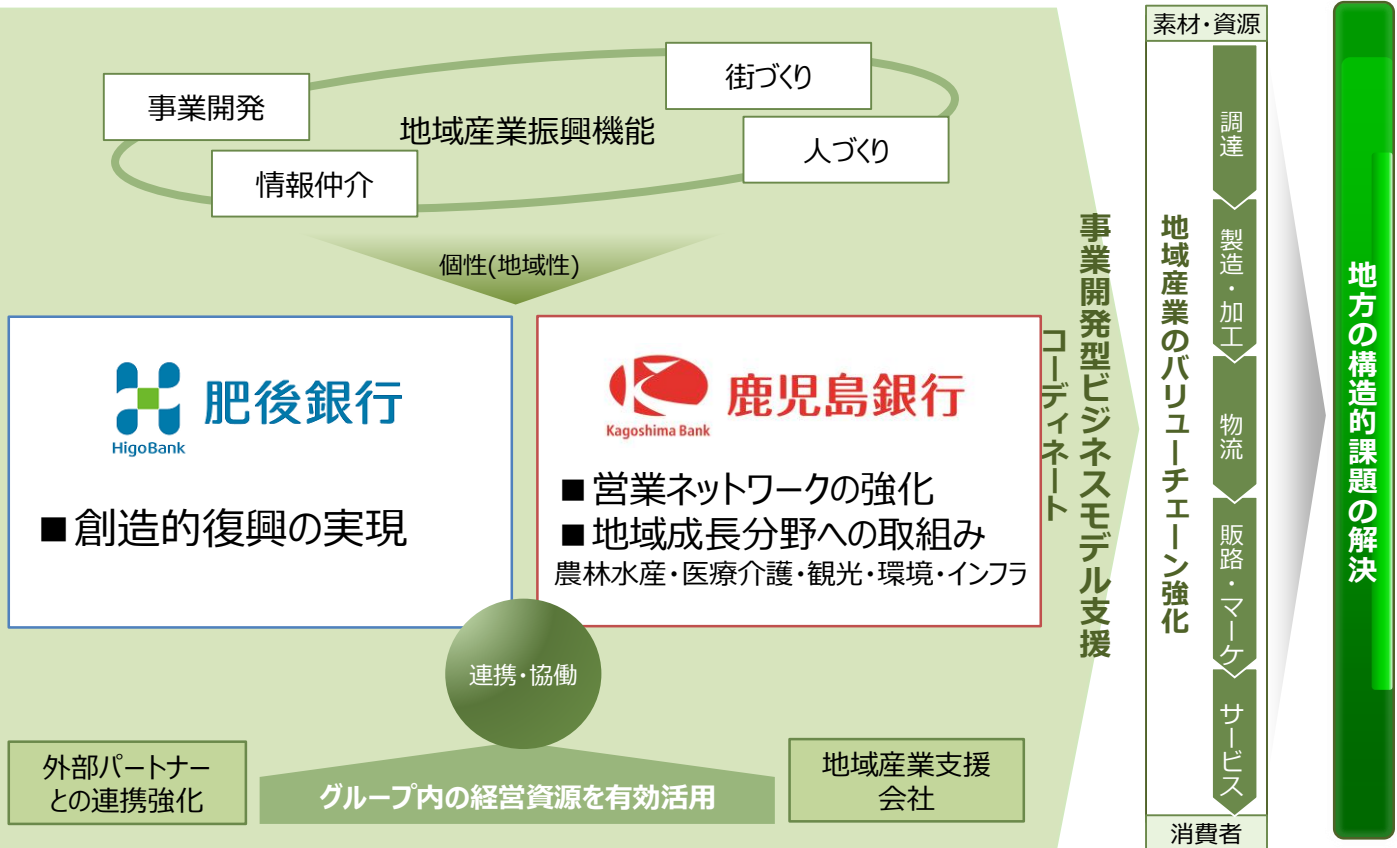 事業開発
街づくり
地域産業振興機能
情報仲介
人づくり
個性(地域性)
HigoBank
肥後銀行
■創造的復興の実現
Kagoshima Bank
鹿児島銀行
■営業ネットワークの強化
■地域成長分野への取組み
農林水産・医療介護・観光・環境・インフラ
連携・協働
外部パートナー
との連携強化
グループ内の経営資源を有効活用
地域産業支援
会社
事業開発型ビジネスモデル支援
コーディネート
素材・資源
地域産業のバリューチェーン強化
調達
製造・加工
物流
販路・マーケ
サービス
消費者
地方の構造的課題の解決